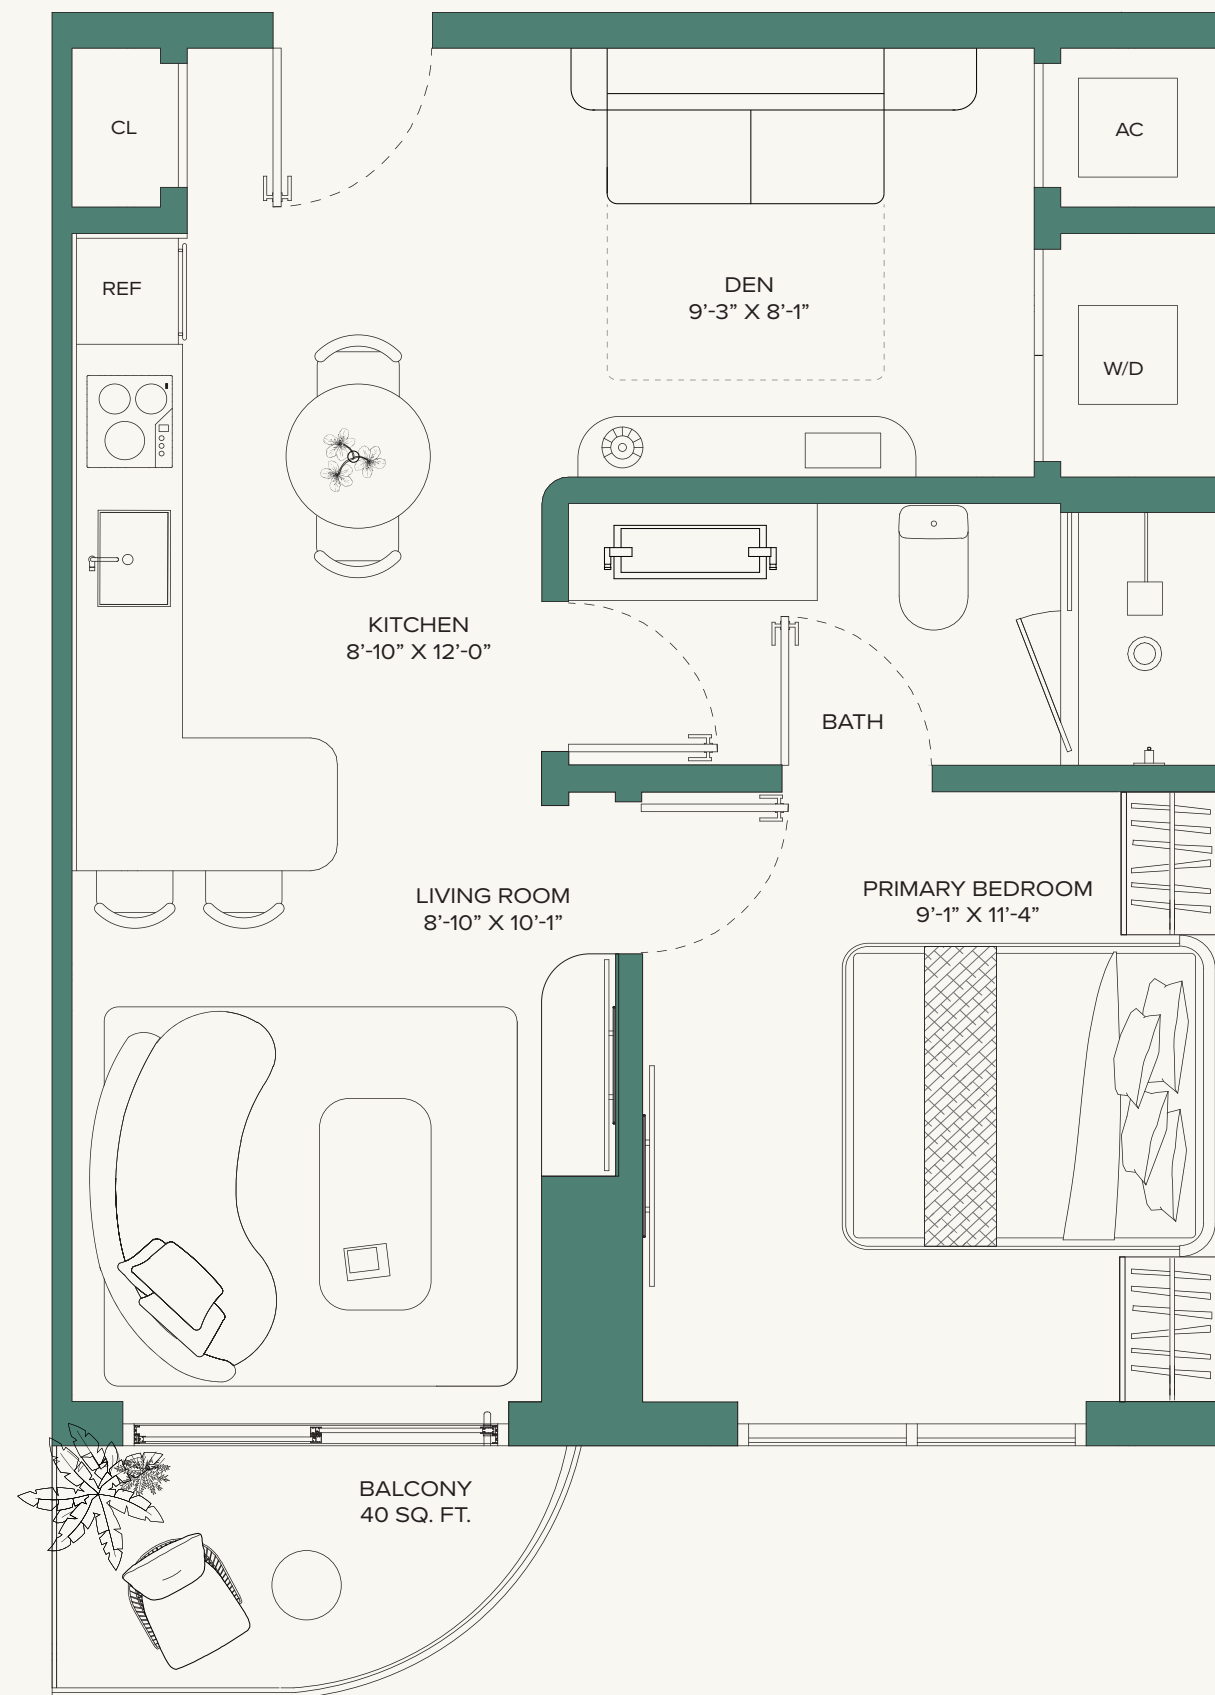 CL
AC
REF
DEN
9’-3” X 8’-1”
W/D
KITCHEN
8’-10” X 12’-0”
BATH
LIVING ROOM
8’-10” X 10’-1”
PRIMARY BEDROOM
9’-1” X 11’-4”
BALCONY
40 SQ. FT.